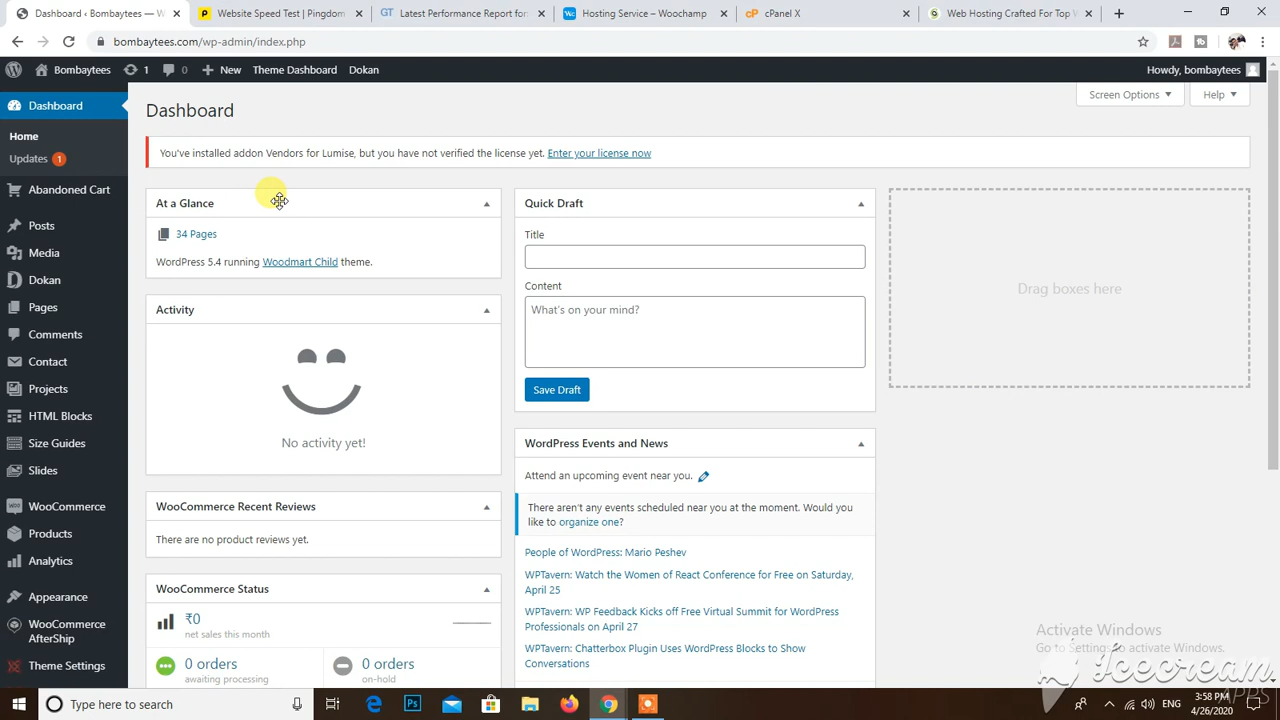 Dashboard ‹ Bombaytees — W
Website Speed Test | Pingdom
GT Latest Performance Report for
Hosting Service – Woochamp
cP cPanel X
Web Hosting Crafted For Top W
bombaytees.com/wp-admin/index.php
Bombaytees 1 0 New Theme Dashboard Dokan
Howdy, bombaytees
Dashboard
Home
Updates 1
Abandoned Cart
Posts
Media
Dokan
Pages
Comments
Contact
Projects
HTML Blocks
Size Guides
Slides
WooCommerce
Products
Analytics
Appearance
WooCommerce
AfterShip
Theme Settings
Screen Options
Help
Dashboard
You've installed addon Vendors for Lumise, but you have not verified the license yet. Enter your license now
At a Glance
34 Pages
WordPress 5.4 running Woodmart Child theme.
Activity
No activity yet!
WooCommerce Recent Reviews
There are no product reviews yet.
WooCommerce Status
₹0
net sales this month
0 orders
awaiting processing
0 orders
on-hold
Quick Draft
Title
Content
What's on your mind?
Save Draft
WordPress Events and News
Attend an upcoming event near you.
There aren't any events scheduled near you at the moment. Would you
like to organize one?
People of WordPress: Mario Peshev
WPTavern: Watch the Women of React Conference for Free on Saturday,
April 25
WPTavern: WP Feedback Kicks off Free Virtual Summit for WordPress
Professionals on April 27
WPTavern: Chatterbox Plugin Uses WordPress Blocks to Show
Conversations
Drag boxes here
Activate Windows
Go to Settings to activate Windows.
Icecream
APPS
Type here to search
ENG
3:58 PM
4/26/2020